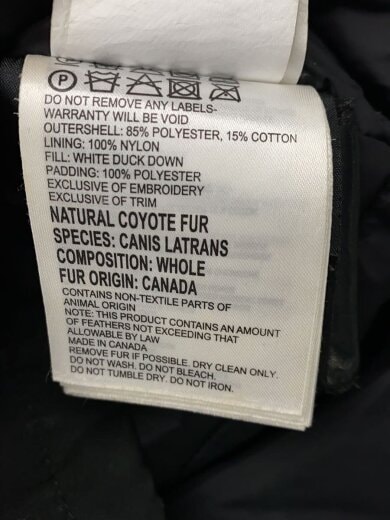 P
DO NOT REMOVE ANY LABELS-
WARRANTY WILL BE VOID
OUTERSHELL: 85% POLYESTER, 15% COTTON
LINING: 100% NYLON
FILL: WHITE DUCK DOWN
PADDING: 100% POLYESTER
EXCLUSIVE OF EMBROIDERY
EXCLUSIVE OF TRIM
NATURAL COYOTE FUR
SPECIES: CANIS LATRANS
COMPOSITION: WHOLE
FUR ORIGIN: CANADA
CONTAINS NON-TEXTILE PARTS OF
ANIMAL ORIGIN
NOTE: THIS PRODUCT CONTAINS AN AMOUNT
OF FEATHERS NOT EXCEEDING THAT
ALLOWABLE BY LAW
MADE IN CANADA
REMOVE FUR IF POSSIBLE. DRY CLEAN ONLY.
DO NOT WASH. DO NOT BLEACH.
DO NOT TUMBLE DRY. DO NOT IRON.